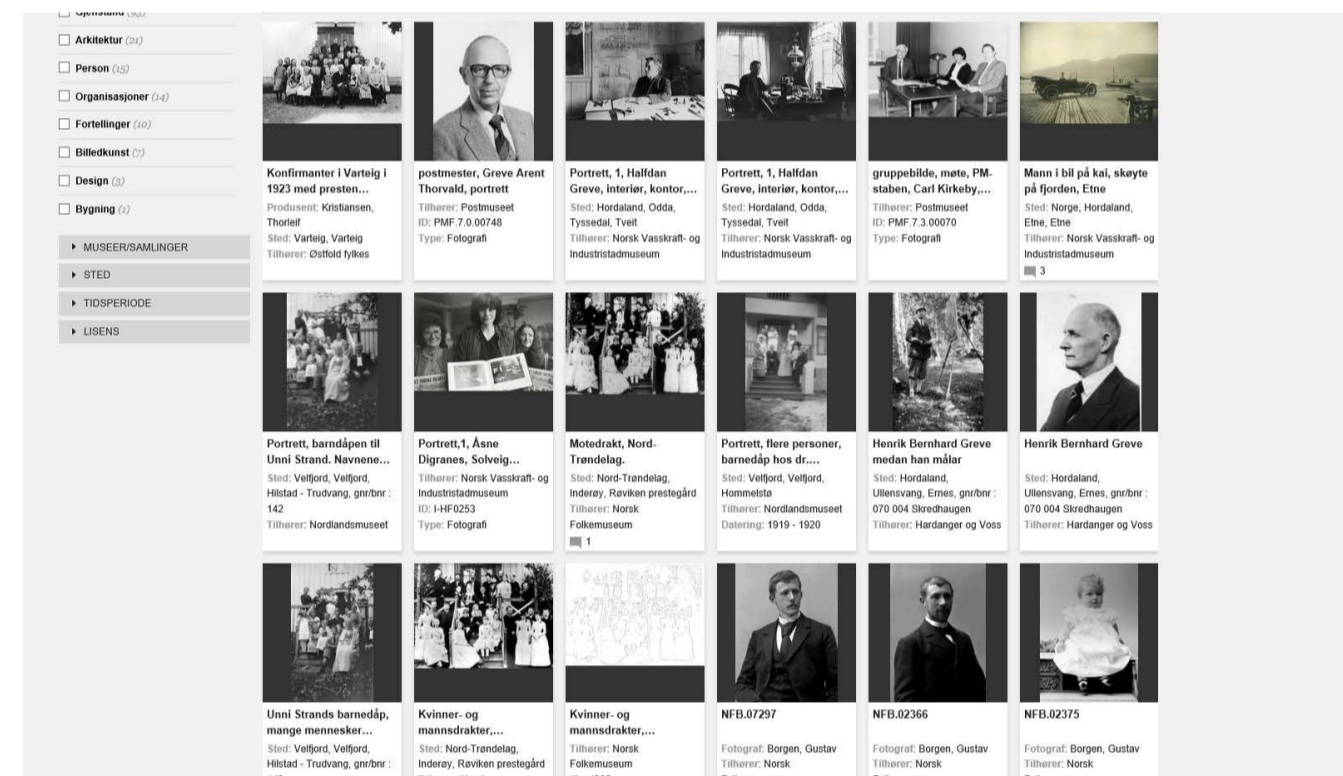 Gjenstand (93)
Arkitektur (21)
Person (15)
Organisasjoner (14)
Fortellinger (10)
Billedkunst (7)
Design (3)
Bygning (1)
MUSEER/SAMLINGER
STED
TIDSPERIODE
LISENS
Konfirmanter i Varteig i
1923 med presten...
Produsent: Kristiansen,
Thorleif
Sted: Varteig, Varteig
Tilhører: Østfold fylkes
postmester, Greve Arent
Thorvald, portrett
Tilhører: Postmuseet
ID: PMF.7.0.00748
Type: Fotografi
Portrett, 1, Halfdan
Greve, interiør, kontor,...
Sted: Hordaland, Odda,
Tyssedal, Tveit
Tilhører: Norsk Vasskraft- og
Industristadmuseum
Portrett, 1, Halfdan
Greve, interiør, kontor,...
Sted: Hordaland, Odda,
Tyssedal, Tveit
Tilhører: Norsk Vasskraft- og
Industristadmuseum
gruppebilde, møte, PM-
staben, Carl Kirkeby,...
Tilhører: Postmuseet
ID: PMF.7.3.00070
Type: Fotografi
Mann i bil på kai, skøyte
på fjorden, Etne
Sted: Norge, Hordaland,
Etne, Etne
Tilhører: Norsk Vasskraft- og
Industristadmuseum
3
Portrett, barndåpen til
Unni Strand. Navnene...
Sted: Velfjord, Velfjord,
Hilstad - Trudvang, gnr/bnr :
142
Tilhører: Nordlandsmuseet
Portrett,1, Åsne
Digranes, Solveig...
Tilhører: Norsk Vasskraft- og
Industristadmuseum
ID: I-HF0253
Type: Fotografi
Motedrakt, Nord-
Trøndelag.
Sted: Nord-Trøndelag,
Inderøy, Røviken prestegård
Tilhører: Norsk
Folkemuseum
1
Portrett, flere personer,
barnedåp hos dr....
Sted: Velfjord, Velfjord,
Hommelstø
Tilhører: Nordlandsmuseet
Datering: 1919 - 1920
Henrik Bernhard Greve
medan han målar
Sted: Hordaland,
Ullensvang, Ernes, gnr/bnr :
070 004 Skredhaugen
Tilhører: Hardanger og Voss
Henrik Bernhard Greve
Sted: Hordaland,
Ullensvang, Ernes, gnr/bnr :
070 004 Skredhaugen
Tilhører: Hardanger og Voss
Unni Strands barnedåp,
mange mennesker...
Sted: Velfjord, Velfjord,
Hilstad - Trudvang, gnr/bnr :
Kvinner- og
mannsdrakter,...
Sted: Nord-Trøndelag,
Inderøy, Røviken prestegård
Kvinner- og
mannsdrakter,...
Tilhører: Norsk
Folkemuseum
NFB.07297
Fotograf: Borgen, Gustav
Tilhører: Norsk
NFB.02366
Fotograf: Borgen, Gustav
Tilhører: Norsk
NFB.02375
Fotograf: Borgen, Gustav
Tilhører: Norsk